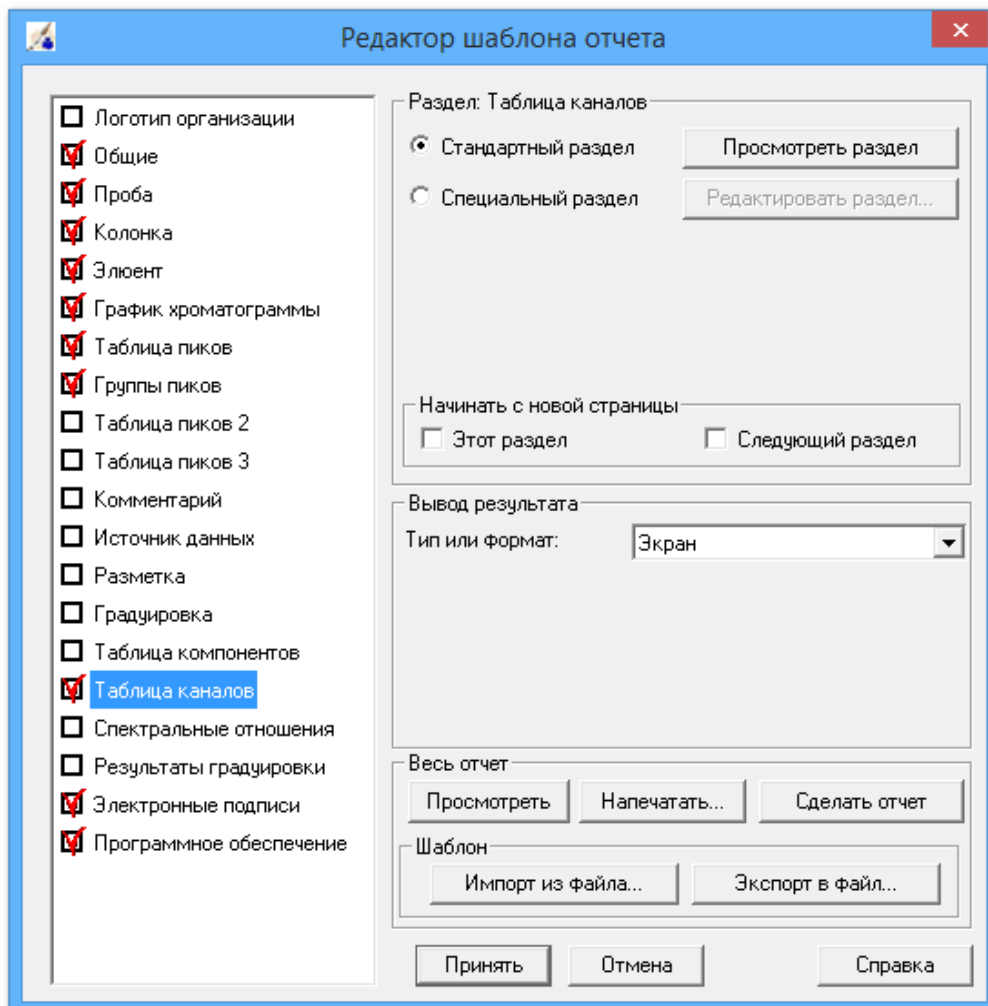 Редактор шаблона отчета
Логотип организации
Общие
Проба
Колонка
Элюент
График хроматограммы
Таблица пиков
Группы пиков
Таблица пиков 2
Таблица пиков 3
Комментарий
Источник данных
Разметка
Градуировка
Таблица компонентов
Таблица каналов
Спектральные отношения
Результаты градуировки
Электронные подписи
Программное обеспечение
Раздел: Таблица каналов
Стандартный раздел
Просмотреть раздел
Специальный раздел
Редактировать раздел...
Начинать с новой страницы
Этот раздел
Следующий раздел
Вывод результата
Тип или формат:
Экран
Весь отчет
Просмотреть
Напечатать...
Сделать отчет
Шаблон
Импорт из файла...
Экспорт в файл...
Принять
Отмена
Справка